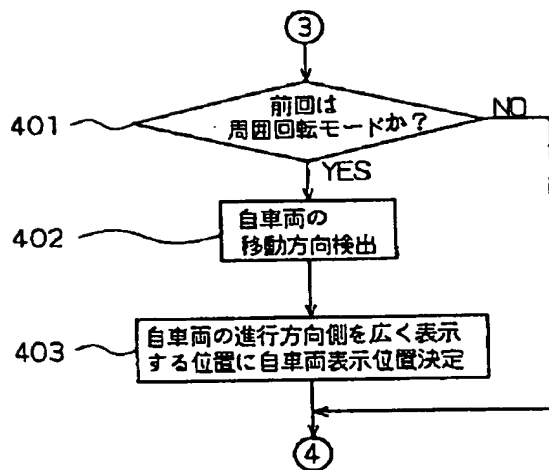 ③
前回は
周囲回転モードか？
NO
401
YES
自車両の
移動方向検出
402
自車両の進行方向側を広く表示
する位置に自車両表示位置決定
403
④